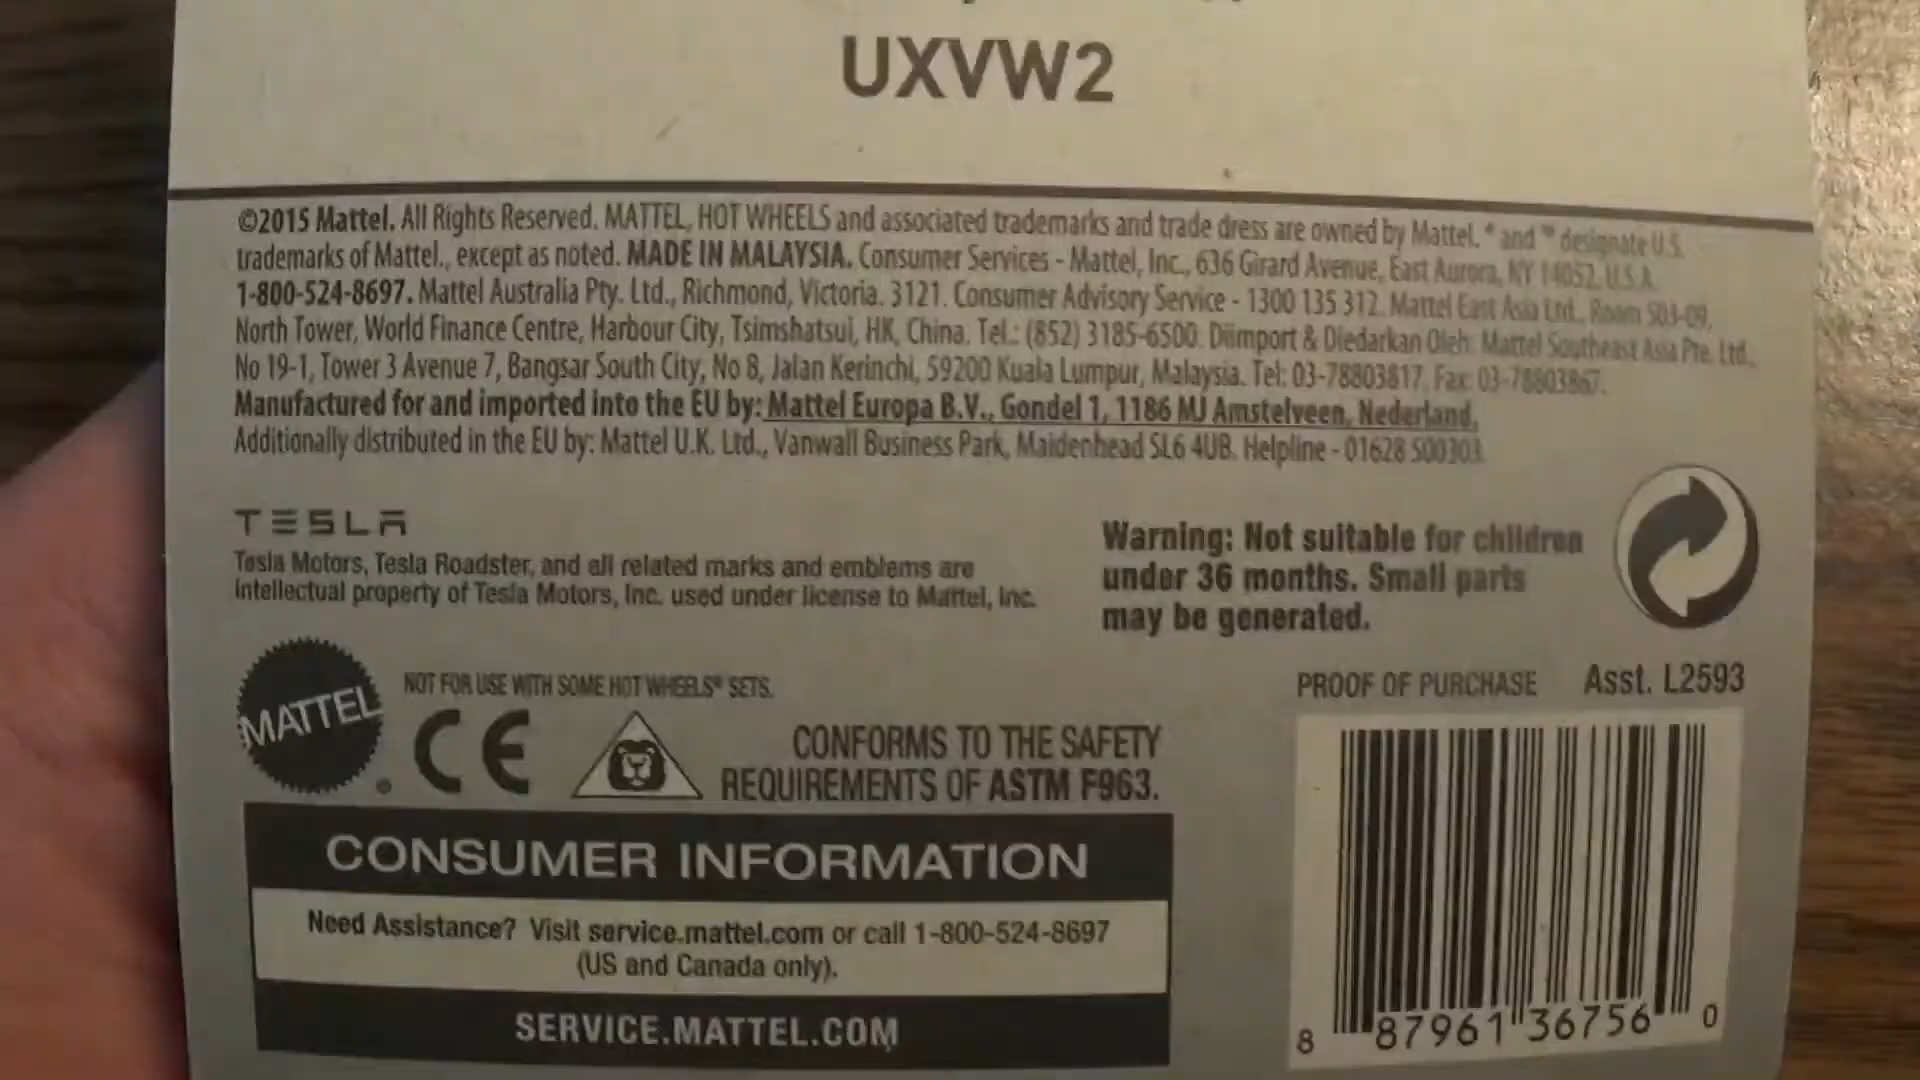 UXVW2
©2015 Mattel. All Rights Reserved. MATTEL, HOT WHEELS and associated trademarks and trade dress are owned by Mattel. ® and ™ designate U.S.
trademarks of Mattel., except as noted. MADE IN MALAYSIA. Consumer Services - Mattel, Inc., 636 Girard Avenue, East Aurora, NY 14052, U.S.A.
1-800-524-8697. Mattel Australia Pty. Ltd., Richmond, Victoria. 3121. Consumer Advisory Service - 1300 135 312. Mattel East Asia Ltd., Room 503-09,
North Tower, World Finance Centre, Harbour City, Tsimshatsui, HK, China. Tel.: (852) 3185-6500. Diimport & Diedarkan Oleh: Mattel Southeast Asia Pte. Ltd.,
No 19-1, Tower 3 Avenue 7, Bangsar South City, No 8, Jalan Kerinchi, 59200 Kuala Lumpur, Malaysia. Tel: 03-78803817, Fax: 03-78803867.
Manufactured for and imported into the EU by: Mattel Europa B.V., Gondel 1, 1186 MJ Amstelveen, Nederland.
Additionally distributed in the EU by: Mattel U.K. Ltd., Vanwall Business Park, Maidenhead SL6 4UB. Helpline - 01628 500303.
TESLA
Tesla Motors, Tesla Roadster, and all related marks and emblems are
intellectual property of Tesla Motors, Inc. used under license to Mattel, Inc.
Warning: Not suitable for children
under 36 months. Small parts
may be generated.
MATTEL ®
NOT FOR USE WITH SOME HOT WHEELS® SETS.
CE
CONFORMS TO THE SAFETY
REQUIREMENTS OF ASTM F963.
PROOF OF PURCHASE Asst. L2593
CONSUMER INFORMATION
Need Assistance? Visit service.mattel.com or call 1-800-524-8697
(US and Canada only).
SERVICE.MATTEL.COM
8 87961 36756 0